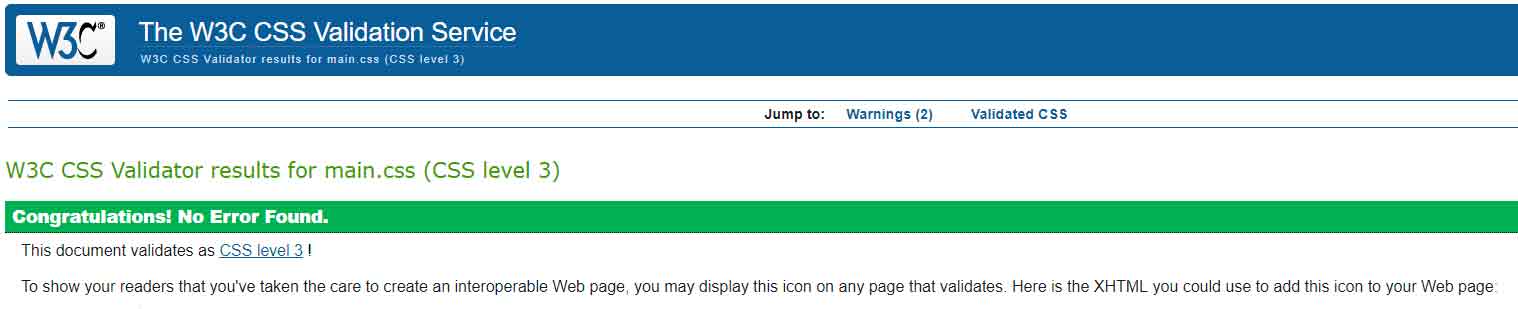 W3C®
The W3C CSS Validation Service
W3C CSS Validator results for main.css (CSS level 3)
Jump to: Warnings (2) Validated CSS
W3C CSS Validator results for main.css (CSS level 3)
Congratulations! No Error Found.
This document validates as CSS level 3 !
To show your readers that you've taken the care to create an interoperable Web page, you may display this icon on any page that validates. Here is the XHTML you could use to add this icon to your Web page: